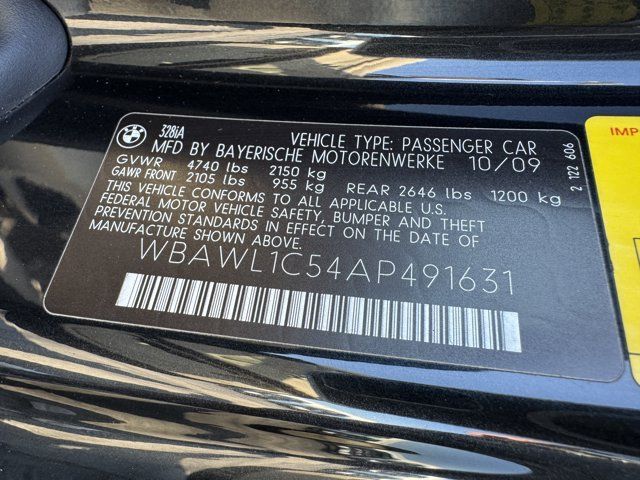 BMW
328iA
VEHICLE TYPE: PASSENGER CAR
MFD BY BAYERISCHE MOTORENWERKE 10/09
GVWR 4740 lbs 2150 kg
GAWR FRONT 2105 lbs 955 kg REAR 2646 lbs 1200 kg
THIS VEHICLE CONFORMS TO ALL APPLICABLE U.S.
FEDERAL MOTOR VEHICLE SAFETY, BUMPER AND THEFT
PREVENTION STANDARDS IN EFFECT ON THE DATE OF
MANUFACTURE SHOWN ABOVE.
WBAWL1C54AP491631
2 122 606
IMP